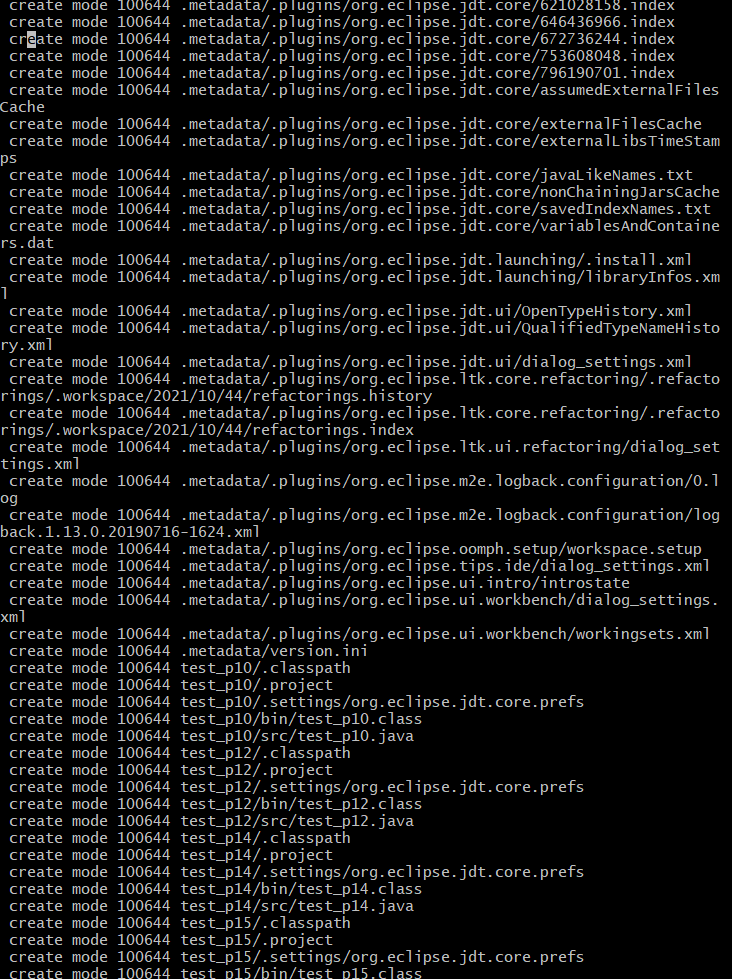 create mode 100644 .metadata/.plugins/org.eclipse.jdt.core/621028158.index
create mode 100644 .metadata/.plugins/org.eclipse.jdt.core/646436966.index
create mode 100644 .metadata/.plugins/org.eclipse.jdt.core/672736244.index
create mode 100644 .metadata/.plugins/org.eclipse.jdt.core/753608048.index
create mode 100644 .metadata/.plugins/org.eclipse.jdt.core/796190701.index
create mode 100644 .metadata/.plugins/org.eclipse.jdt.core/assumedExternalFiles
Cache
create mode 100644 .metadata/.plugins/org.eclipse.jdt.core/externalFilesCache
create mode 100644 .metadata/.plugins/org.eclipse.jdt.core/externalLibsTimeStam
ps
create mode 100644 .metadata/.plugins/org.eclipse.jdt.core/javaLikeNames.txt
create mode 100644 .metadata/.plugins/org.eclipse.jdt.core/nonChainingJarsCache
create mode 100644 .metadata/.plugins/org.eclipse.jdt.core/savedIndexNames.txt
create mode 100644 .metadata/.plugins/org.eclipse.jdt.core/variablesAndContaine
rs.dat
create mode 100644 .metadata/.plugins/org.eclipse.jdt.launching/.install.xml
create mode 100644 .metadata/.plugins/org.eclipse.jdt.launching/libraryInfos.xm
l
create mode 100644 .metadata/.plugins/org.eclipse.jdt.ui/OpenTypeHistory.xml
create mode 100644 .metadata/.plugins/org.eclipse.jdt.ui/QualifiedTypeNameHisto
ry.xml
create mode 100644 .metadata/.plugins/org.eclipse.jdt.ui/dialog_settings.xml
create mode 100644 .metadata/.plugins/org.eclipse.ltk.core.refactoring/.refacto
rings/.workspace/2021/10/44/refactorings.history
create mode 100644 .metadata/.plugins/org.eclipse.ltk.core.refactoring/.refacto
rings/.workspace/2021/10/44/refactorings.index
create mode 100644 .metadata/.plugins/org.eclipse.ltk.ui.refactoring/dialog_set
tings.xml
create mode 100644 .metadata/.plugins/org.eclipse.m2e.logback.configuration/0.l
og
create mode 100644 .metadata/.plugins/org.eclipse.m2e.logback.configuration/log
back.1.13.0.20190716-1624.xml
create mode 100644 .metadata/.plugins/org.eclipse.oomph.setup/workspace.setup
create mode 100644 .metadata/.plugins/org.eclipse.tips.ide/dialog_settings.xml
create mode 100644 .metadata/.plugins/org.eclipse.ui.intro/introstate
create mode 100644 .metadata/.plugins/org.eclipse.ui.workbench/dialog_settings.
xml
create mode 100644 .metadata/.plugins/org.eclipse.ui.workbench/workingsets.xml
create mode 100644 .metadata/version.ini
create mode 100644 test_p10/.classpath
create mode 100644 test_p10/.project
create mode 100644 test_p10/.settings/org.eclipse.jdt.core.prefs
create mode 100644 test_p10/bin/test_p10.class
create mode 100644 test_p10/src/test_p10.java
create mode 100644 test_p12/.classpath
create mode 100644 test_p12/.project
create mode 100644 test_p12/.settings/org.eclipse.jdt.core.prefs
create mode 100644 test_p12/bin/test_p12.class
create mode 100644 test_p12/src/test_p12.java
create mode 100644 test_p14/.classpath
create mode 100644 test_p14/.project
create mode 100644 test_p14/.settings/org.eclipse.jdt.core.prefs
create mode 100644 test_p14/bin/test_p14.class
create mode 100644 test_p14/src/test_p14.java
create mode 100644 test_p15/.classpath
create mode 100644 test_p15/.project
create mode 100644 test_p15/.settings/org.eclipse.jdt.core.prefs
create mode 100644 test_p15/bin/test_p15.class